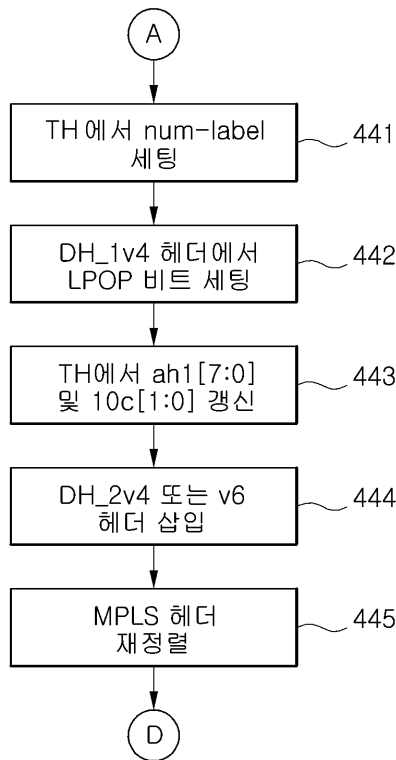 A
TH에서 num-label
세팅
441
DH_1v4 헤더에서
LPOP 비트 세팅
442
TH에서 ah1[7:0]
및 10c[1:0] 갱신
443
DH_2v4 또는 v6
헤더 삽입
444
MPLS 헤더
재정렬
445
D